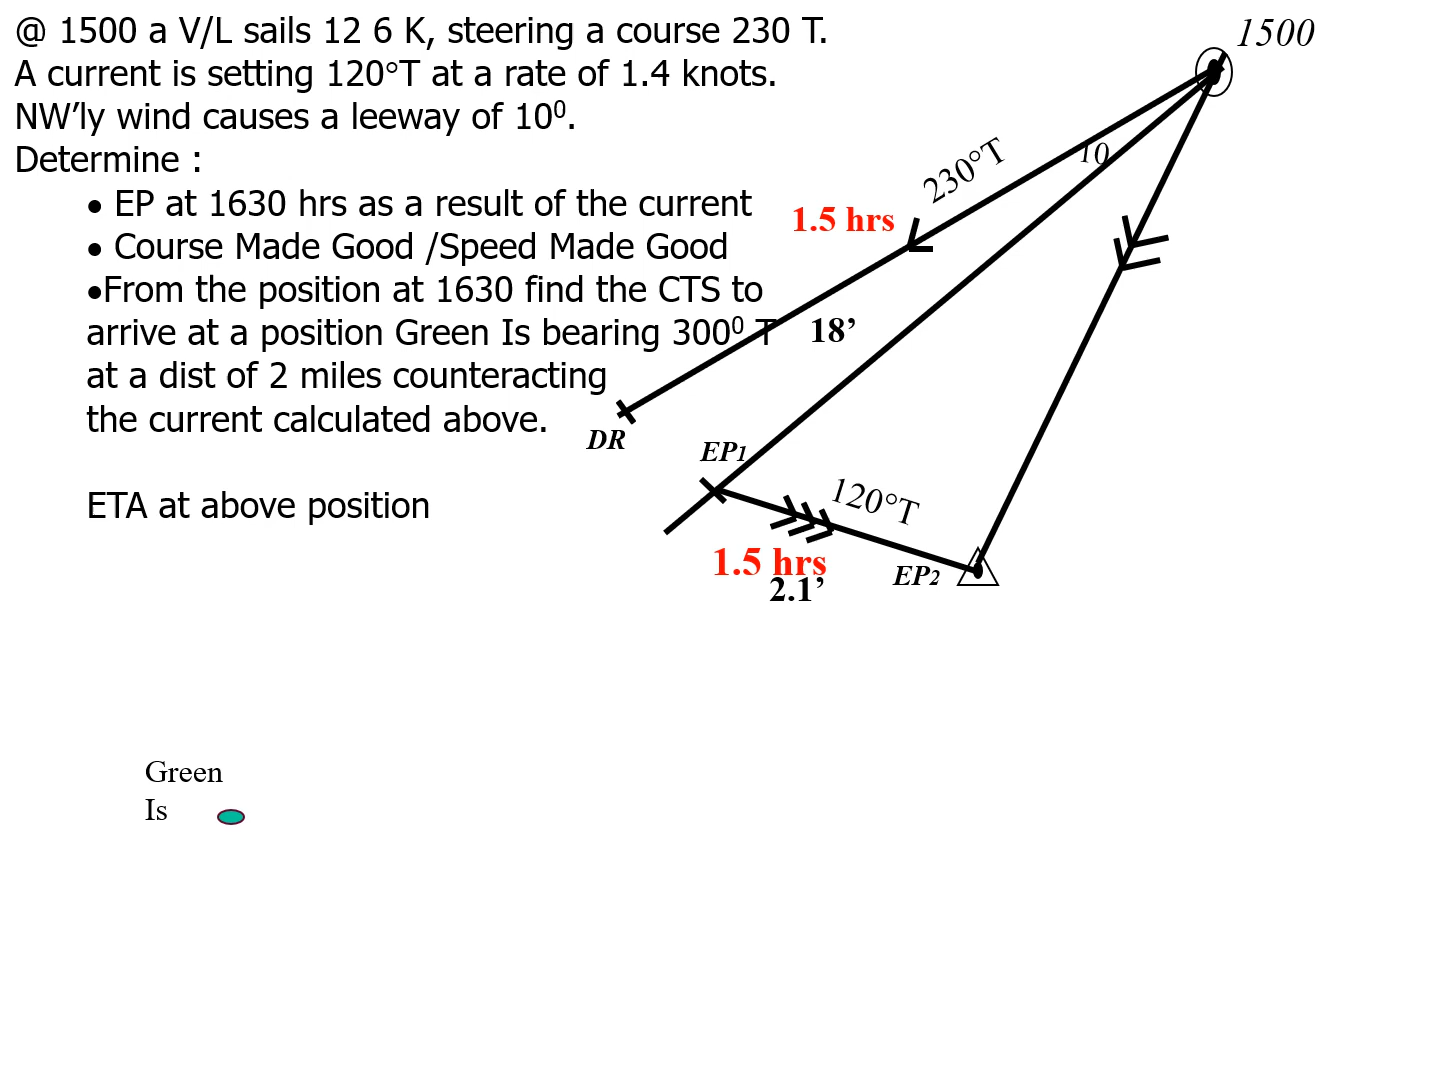 @ 1500 a V/L sails 12 6 K, steering a course 230 T.
A current is setting 120°T at a rate of 1.4 knots.
NW’ly wind causes a leeway of 10⁰.
Determine :
• EP at 1630 hrs as a result of the current
• Course Made Good /Speed Made Good
•From the position at 1630 find the CTS to
arrive at a position Green Is bearing 300⁰ T
at a dist of 2 miles counteracting
the current calculated above.
ETA at above position
1500
230°T
10
1.5 hrs
18’
DR
EP1
120°T
1.5 hrs
2.1’
EP2
Green
Is